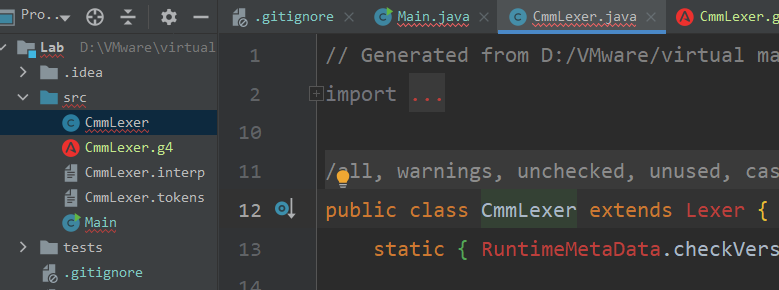 Pro...
.gitignore
Main.java
CmmLexer.java
CmmLexer.g
Lab D:\VMware\virtual
.idea
src
CmmLexer
CmmLexer.g4
CmmLexer.interp
CmmLexer.tokens
Main
tests
.gitignore
1 // Generated from D:/VMware/virtual ma
2 import ...
10
11 /all, warnings, unchecked, unused, cas
12 public class CmmLexer extends Lexer {
13 static { RuntimeMetaData.checkVers
14